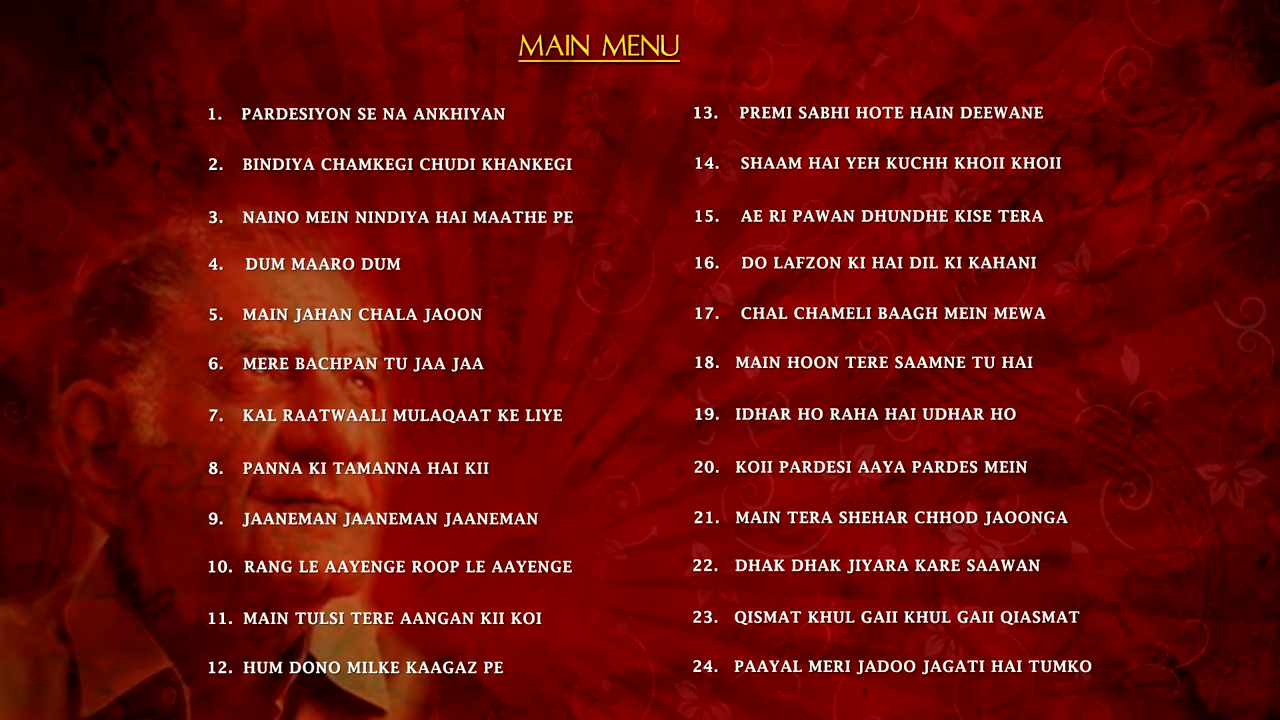 MAIN MENU
1. PARDESIYON SE NA ANKHIYAN
2. BINDIYA CHAMKEGI CHUDI KHANKEGI
3. NAINO MEIN NINDIYA HAI MAATHE PE
4. DUM MAARO DUM
5. MAIN JAHAN CHALA JAOON
6. MERE BACHPAN TU JAA JAA
7. KAL RAATWAALI MULAQAAT KE LIYE
8. PANNA KI TAMANNA HAI KII
9. JAANEMAN JAANEMAN JAANEMAN
10. RANG LE AAYENGE ROOP LE AAYENGE
11. MAIN TULSI TERE AANGAN KII KOI
12. HUM DONO MILKE KAAGAZ PE
13. PREMI SABHI HOTE HAIN DEEWANE
14. SHAAM HAI YEH KUCHH KHOII KHOII
15. AE RI PAWAN DHUNDHE KISE TERA
16. DO LAFZON KI HAI DIL KI KAHANI
17. CHAL CHAMELI BAAGH MEIN MEWA
18. MAIN HOON TERE SAAMNE TU HAI
19. IDHAR HO RAHA HAI UDHAR HO
20. KOII PARDESI AAYA PARDES MEIN
21. MAIN TERA SHEHAR CHHOD JAOONGA
22. DHAK DHAK JIYARA KARE SAAWAN
23. QISMAT KHUL GAII KHUL GAII QIASMAT
24. PAAYAL MERI JADOO JAGATI HAI TUMKO